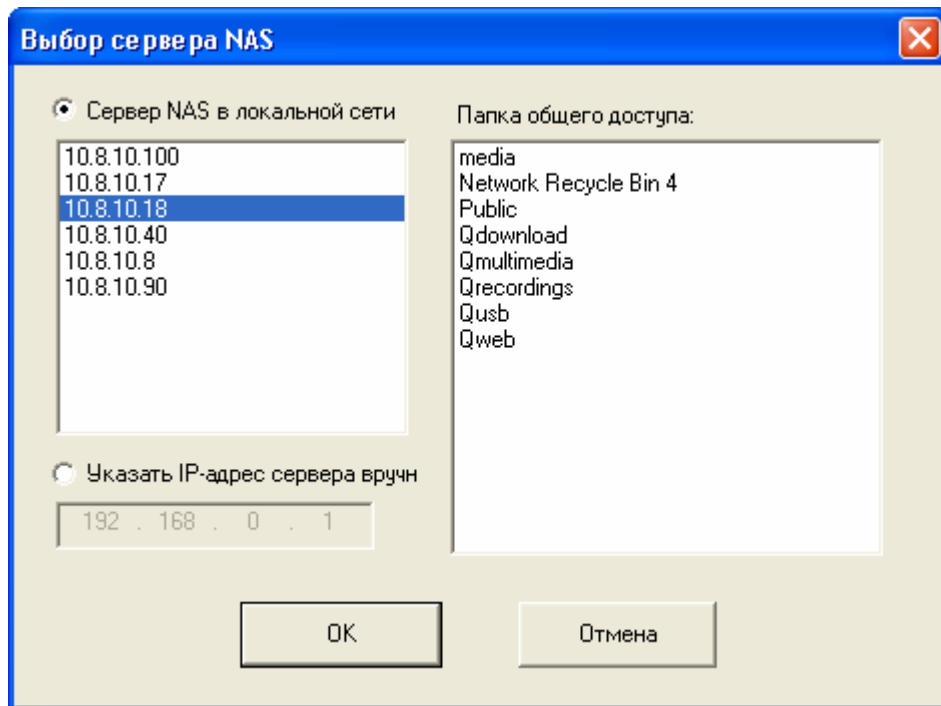 Выбор сервера NAS
Сервер NAS в локальной сети
10.8.10.100
10.8.10.17
10.8.10.18
10.8.10.40
10.8.10.8
10.8.10.90
Указать IP-адрес сервера вручн
192 . 168 . 0 . 1
Папка общего доступа:
media
Network Recycle Bin 4
Public
Qdownload
Qmultimedia
Qrecordings
Qusb
Qweb
OK
Отмена